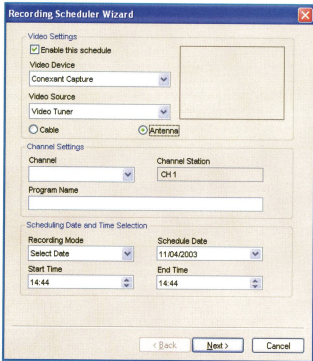 Recording Scheduler Wizard
Video Settings
Enable this schedule
Video Device
Conexant Capture
Video Source
Video Tuner
Cable
Antenna
Channel Settings
Channel
Channel Station
CH 1
Program Name
Scheduling Date and Time Selection
Recording Mode
Schedule Date
Select Date
11/04/2003
Start Time
End Time
14:44
14:44
< Back
Next >
Cancel